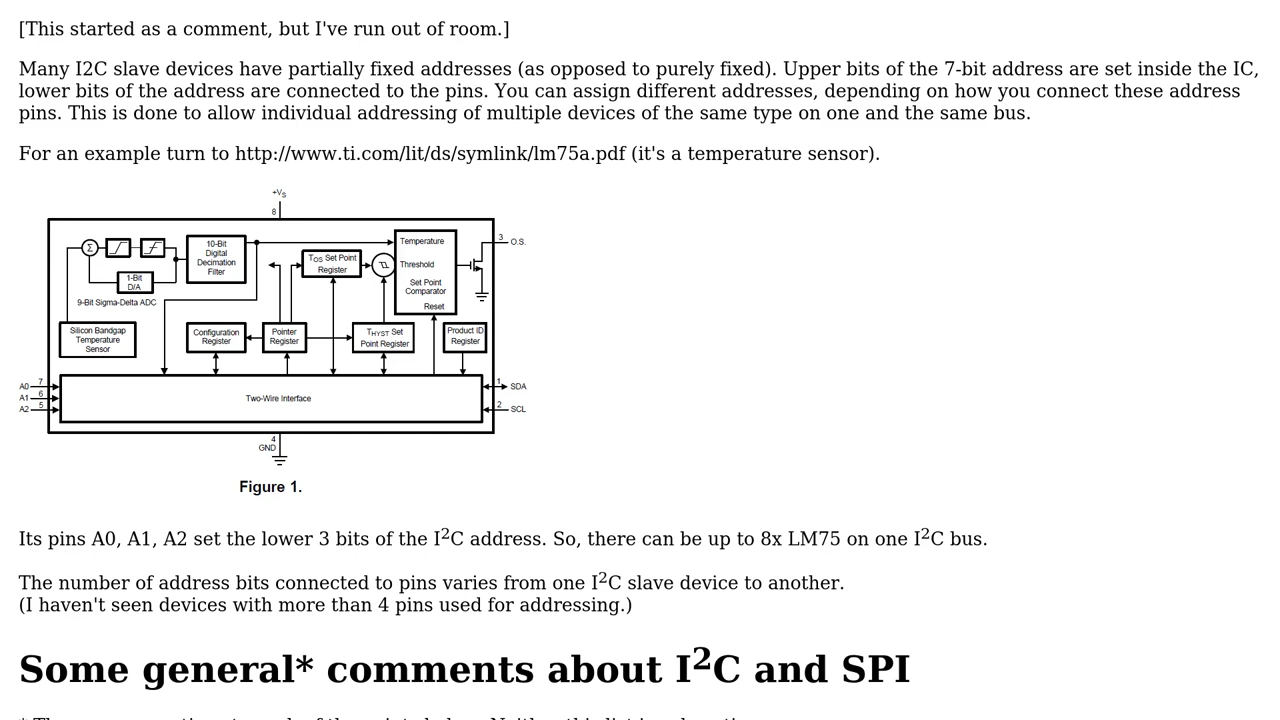 [This started as a comment, but I've run out of room.]
Many I2C slave devices have partially fixed addresses (as opposed to purely fixed). Upper bits of the 7-bit address are set inside the IC,
lower bits of the address are connected to the pins. You can assign different addresses, depending on how you connect these address
pins. This is done to allow individual addressing of multiple devices of the same type on one and the same bus.
For an example turn to http://www.ti.com/lit/ds/symlink/lm75a.pdf (it's a temperature sensor).
+VS
8
Σ
10-Bit
Digital
Decimation
Filter
1-Bit
D/A
9-Bit Sigma-Delta ADC
TOS Set Point
Register
Temperature
Threshold
Set Point
Comparator
Reset
3
O.S.
Silicon Bandgap
Temperature
Sensor
Configuration
Register
Pointer
Register
THYST Set
Point Register
Product ID
Register
A0
7
A1
6
A2
5
Two-Wire Interface
1
SDA
2
SCL
4
GND
Figure 1.
Its pins A0, A1, A2 set the lower 3 bits of the I2C address. So, there can be up to 8x LM75 on one I2C bus.
The number of address bits connected to pins varies from one I2C slave device to another.
(I haven't seen devices with more than 4 pins used for addressing.)
Some general* comments about I2C and SPI